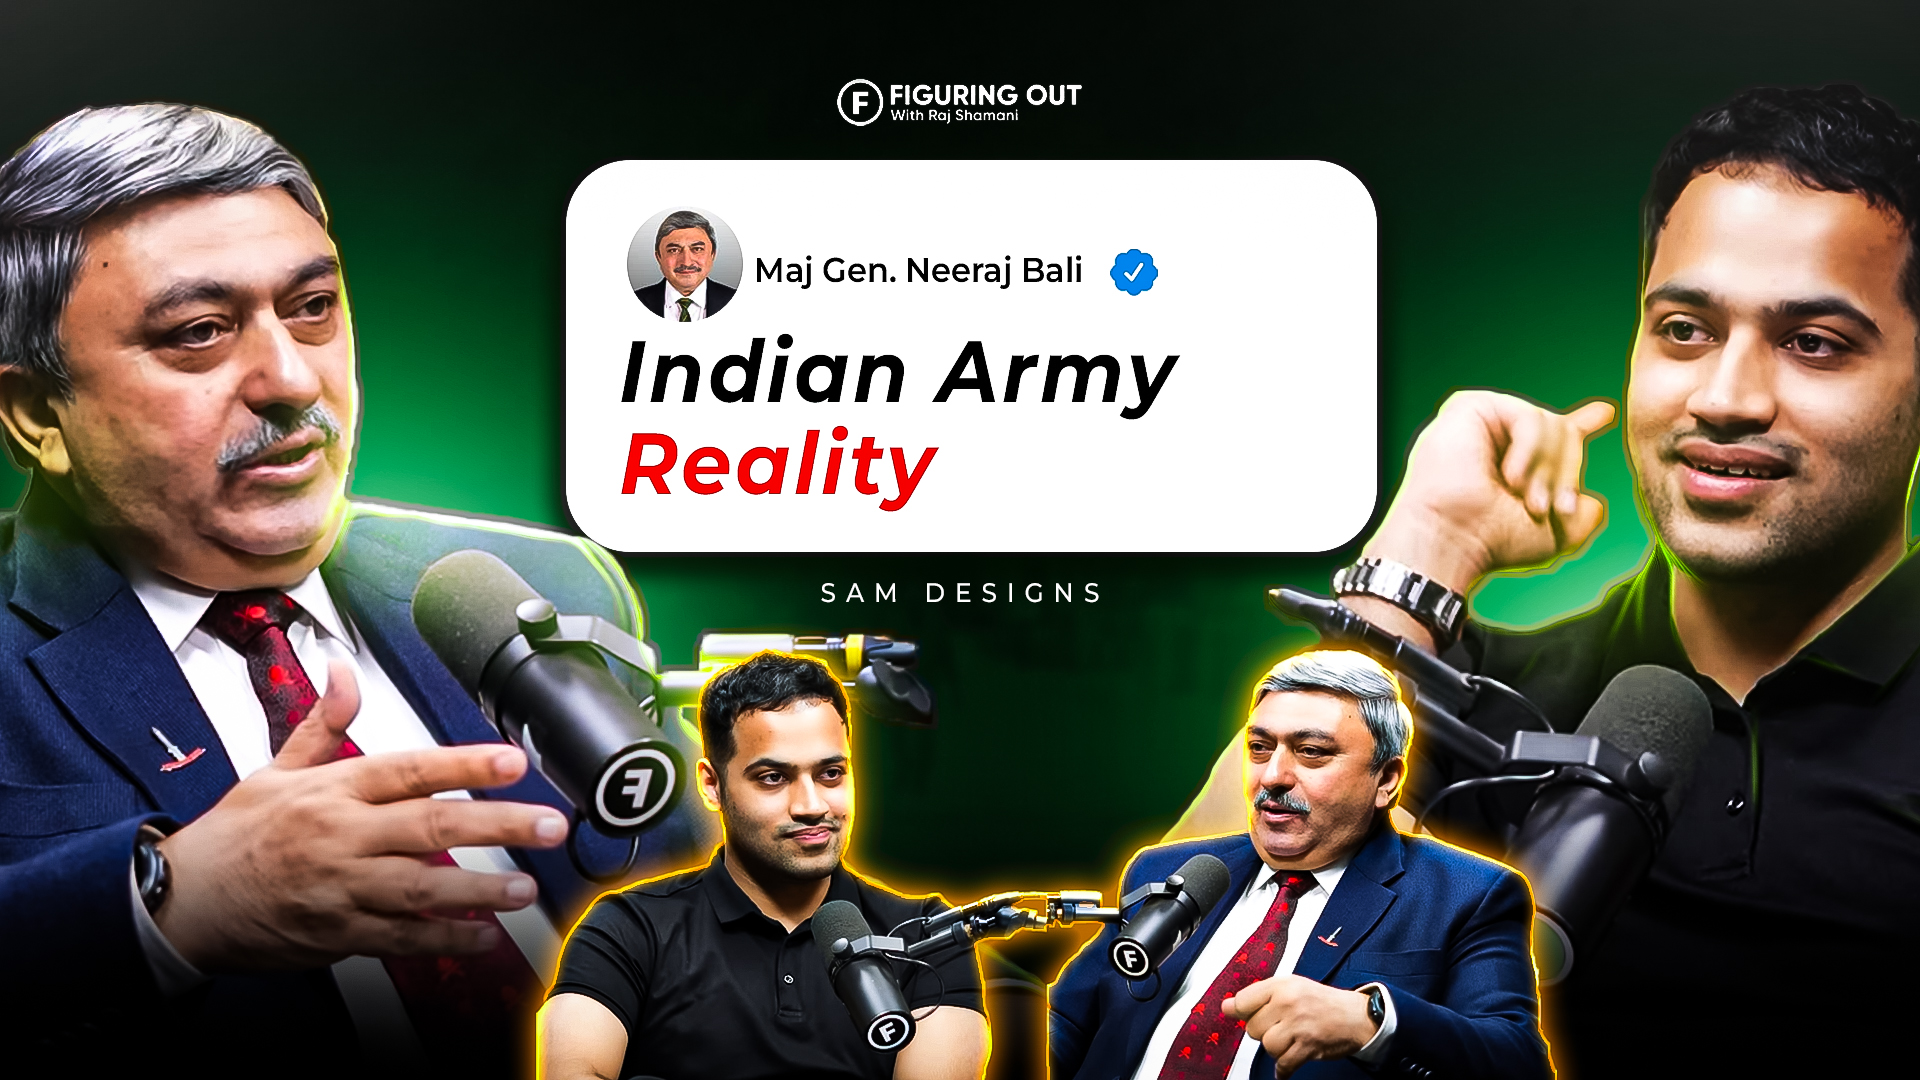 F FIGURING OUT
With Raj Shamani
Maj Gen. Neeraj Bali
Indian Army
Reality
SAM DESIGNS
F
F
F